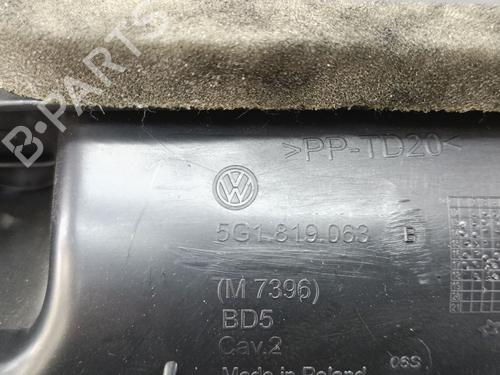 B-PARTS
>PP-TD20<
5G1.819.063 B
(M 7396)
BD5
Cav.2
06S
Made in Poland